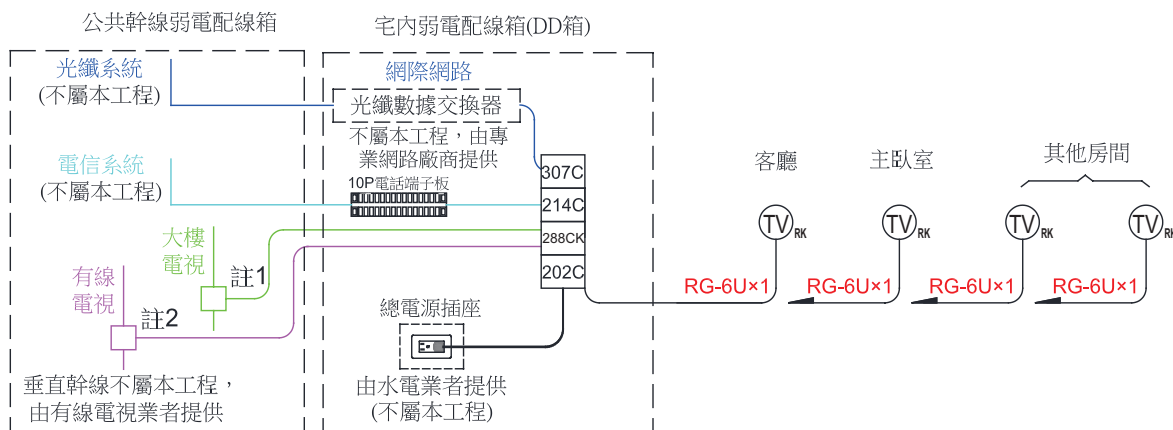 公共幹線弱電配線箱
宅內弱電配線箱(DD箱)
光纖系統
(不屬本工程)
網際網路
光纖數據交換器
不屬本工程，由專
業網路廠商提供
電信系統
(不屬本工程)
10P電話端子板
307C
214C
288CK
202C
大樓
電視
註1
有線
電視
註2
垂直幹線不屬本工程，
由有線電視業者提供
總電源插座
由水電業者提供
(不屬本工程)
客廳
主臥室
其他房間
TV RK
TV RK
TV RK
TV RK
RG-6U×1
RG-6U×1
RG-6U×1
RG-6U×1